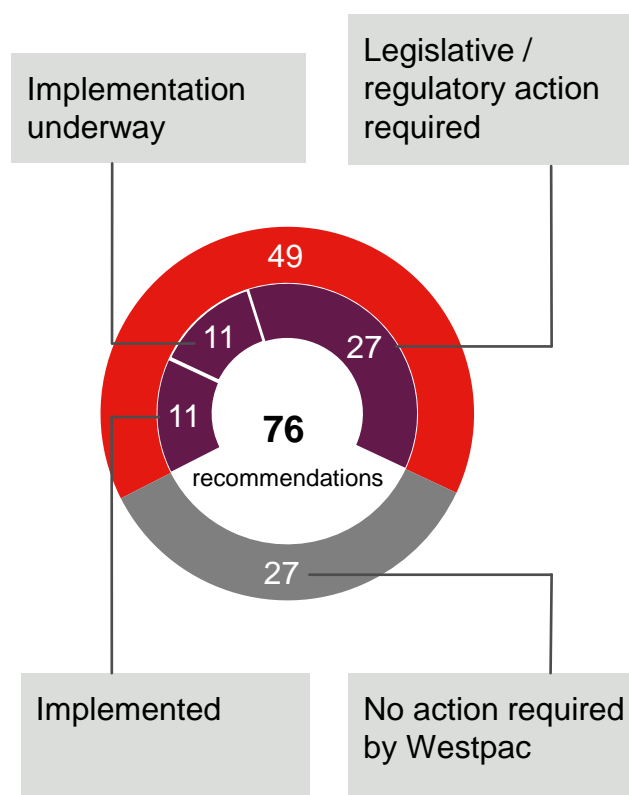 Implementation
underway
Legislative /
regulatory action
required
49
11
27
11
76
recommendations
27
Implemented
No action required
by Westpac